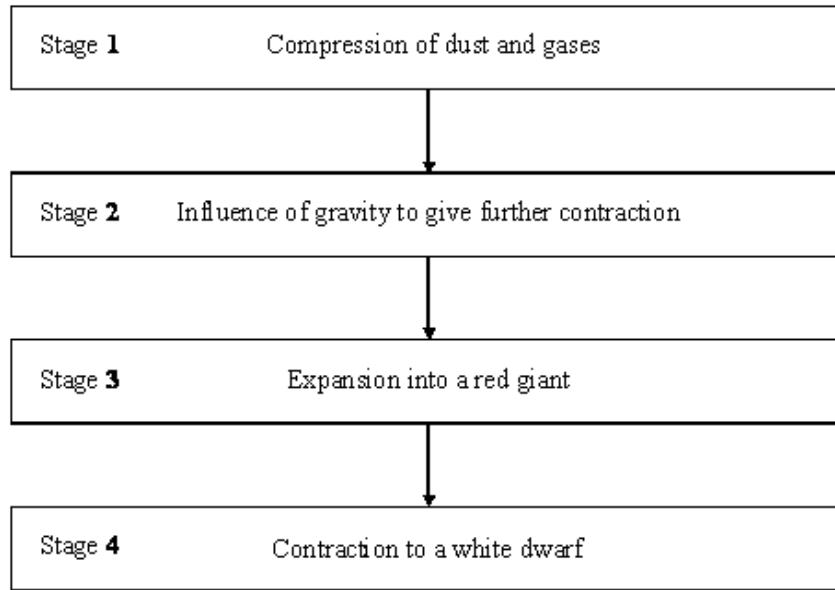 Stage 1 Compression of dust and gases
Stage 2 Influence of gravity to give further contraction
Stage 3 Expansion into a red giant
Stage 4 Contraction to a white dwarf